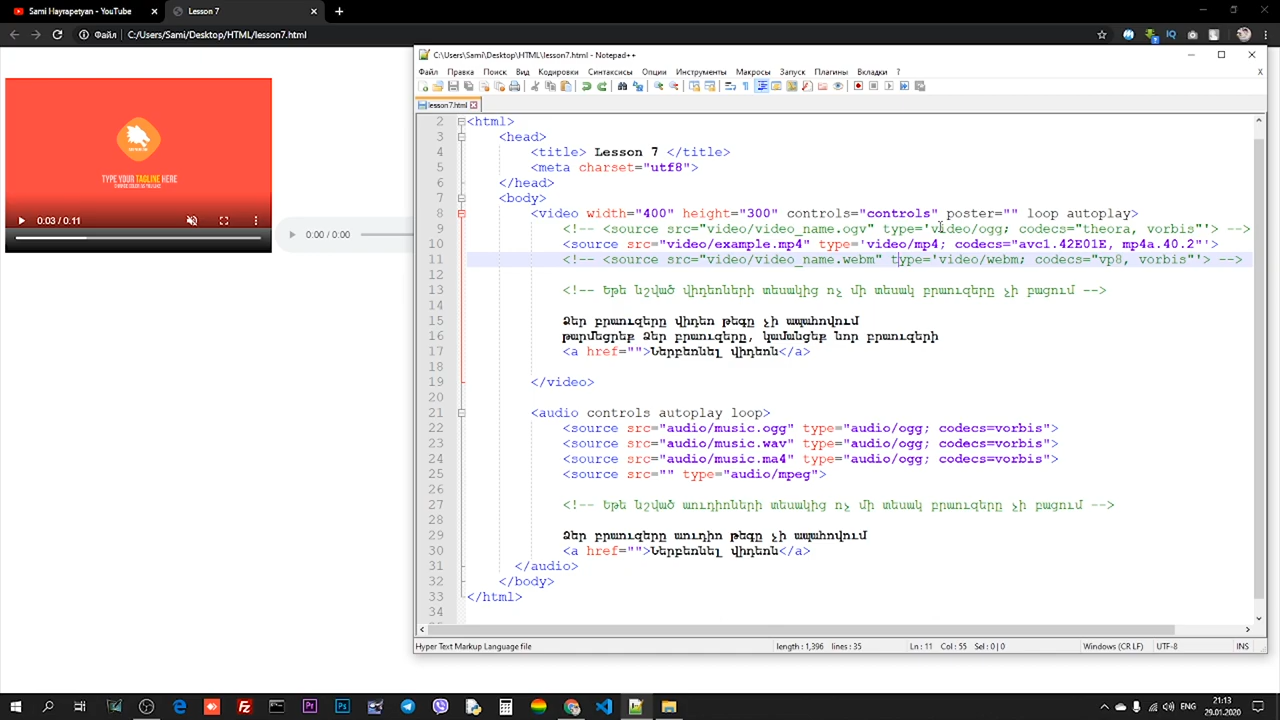 Sami Hayrapetyan - YouTube
Lesson 7
Файл
C:/Users/Sami/Desktop/HTML/lesson7.html
TYPE YOUR TAGLINE HERE
0:03 / 0:11
0:00 / 0:00
C:\Users\Sami\Desktop\HTML\lesson7.html - Notepad++
Файл Правка Поиск Вид Кодировки Синтаксисы Опции Инструменты Макросы Запуск Плагины Вкладки ?
lesson7.html
2 <html>
3 <head>
4 <title> Lesson 7 </title>
5 <meta charset="utf8">
6 </head>
7 <body>
8 <video width="400" height="300" controls="controls" poster="" loop autoplay>
9 <!-- <source src="video/video_name.ogv" type='video/ogg; codecs="theora, vorbis"'> -->
10 <source src="video/example.mp4" type='video/mp4; codecs="avc1.42E01E, mp4a.40.2"'>
11 <!-- <source src="video/video_name.webm" type='video/webm; codecs="vp8, vorbis"'> -->
12
13 <!-- Եթե նշված վիդեոների տեսակից ոչ մի տեսակ բրաուզերը չի բացում -->
14
15 Ձեր բրաուզերը վիդեո թեգը չի ապահովում
16 թարմեցրեք Ձեր բրաուզերը, կամ անցեք նոր բրաուզերի
17 <a href="">Ներբեռնել վիդեոն</a>
18
19 </video>
20
21 <audio controls autoplay loop>
22 <source src="audio/music.ogg" type="audio/ogg; codecs=vorbis">
23 <source src="audio/music.wav" type="audio/ogg; codecs=vorbis">
24 <source src="audio/music.ma4" type="audio/ogg; codecs=vorbis">
25 <source src="" type="audio/mpeg">
26
27 <!-- Եթե նշված աուդիոների տեսակից ոչ մի տեսակ բրաուզերը չի բացում -->
28
29 Ձեր բրաուզերը աուդիո թեգը չի ապահովում
30 <a href="">Ներբեռնել վիդեոն</a>
31 </audio>
32 </body>
33 </html>
34
Hyper Text Markup Language file length : 1,396 lines : 35 Ln : 11 Col : 55 Sel : 0 | 0 Windows (CR LF) UTF-8 INS
ENG
21:13
29.01.2020